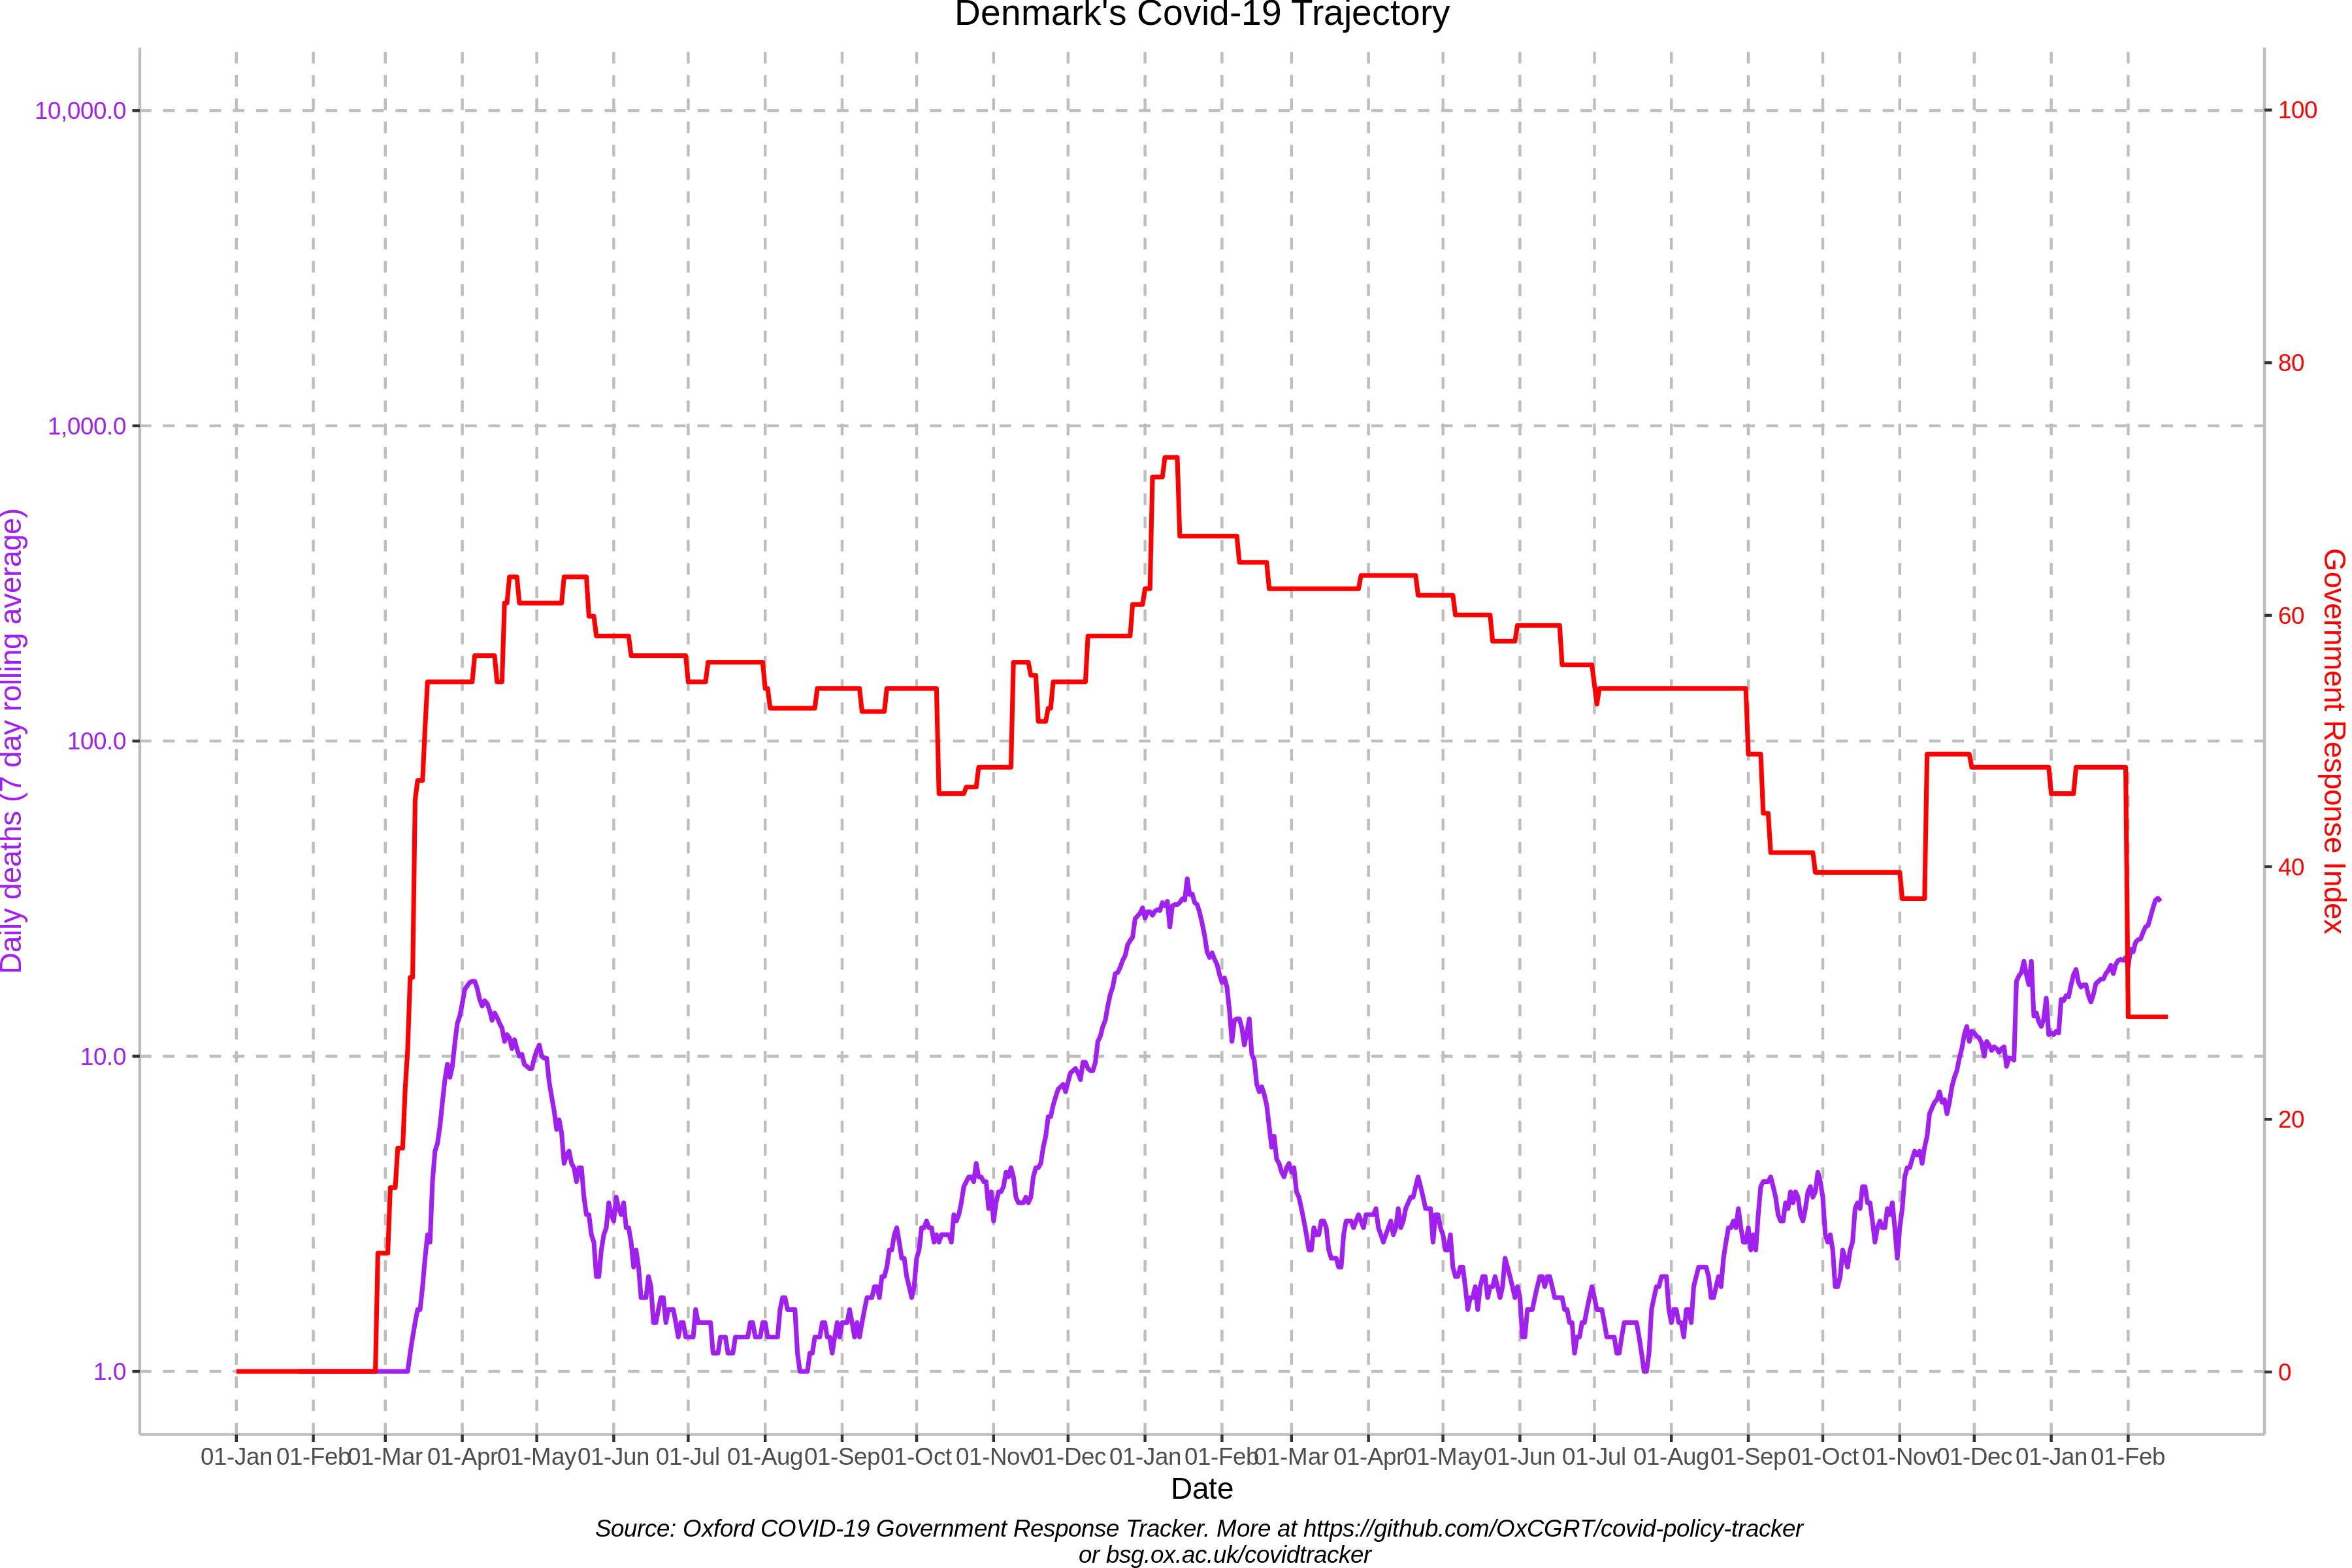 Denmark's Covid-19 Trajectory
10,000.0
1,000.0
100.0
10.0
1.0
Daily deaths (7 day rolling average)
100
80
60
40
20
0
Government Response Index
01-Jan 01-Feb 01-Mar 01-Apr 01-May 01-Jun 01-Jul 01-Aug 01-Sep 01-Oct 01-Nov 01-Dec 01-Jan 01-Feb 01-Mar 01-Apr 01-May 01-Jun 01-Jul 01-Aug 01-Sep 01-Oct 01-Nov 01-Dec 01-Jan 01-Feb
Date
Source: Oxford COVID-19 Government Response Tracker. More at https://github.com/OxCGRT/covid-policy-tracker
or bsg.ox.ac.uk/covidtracker